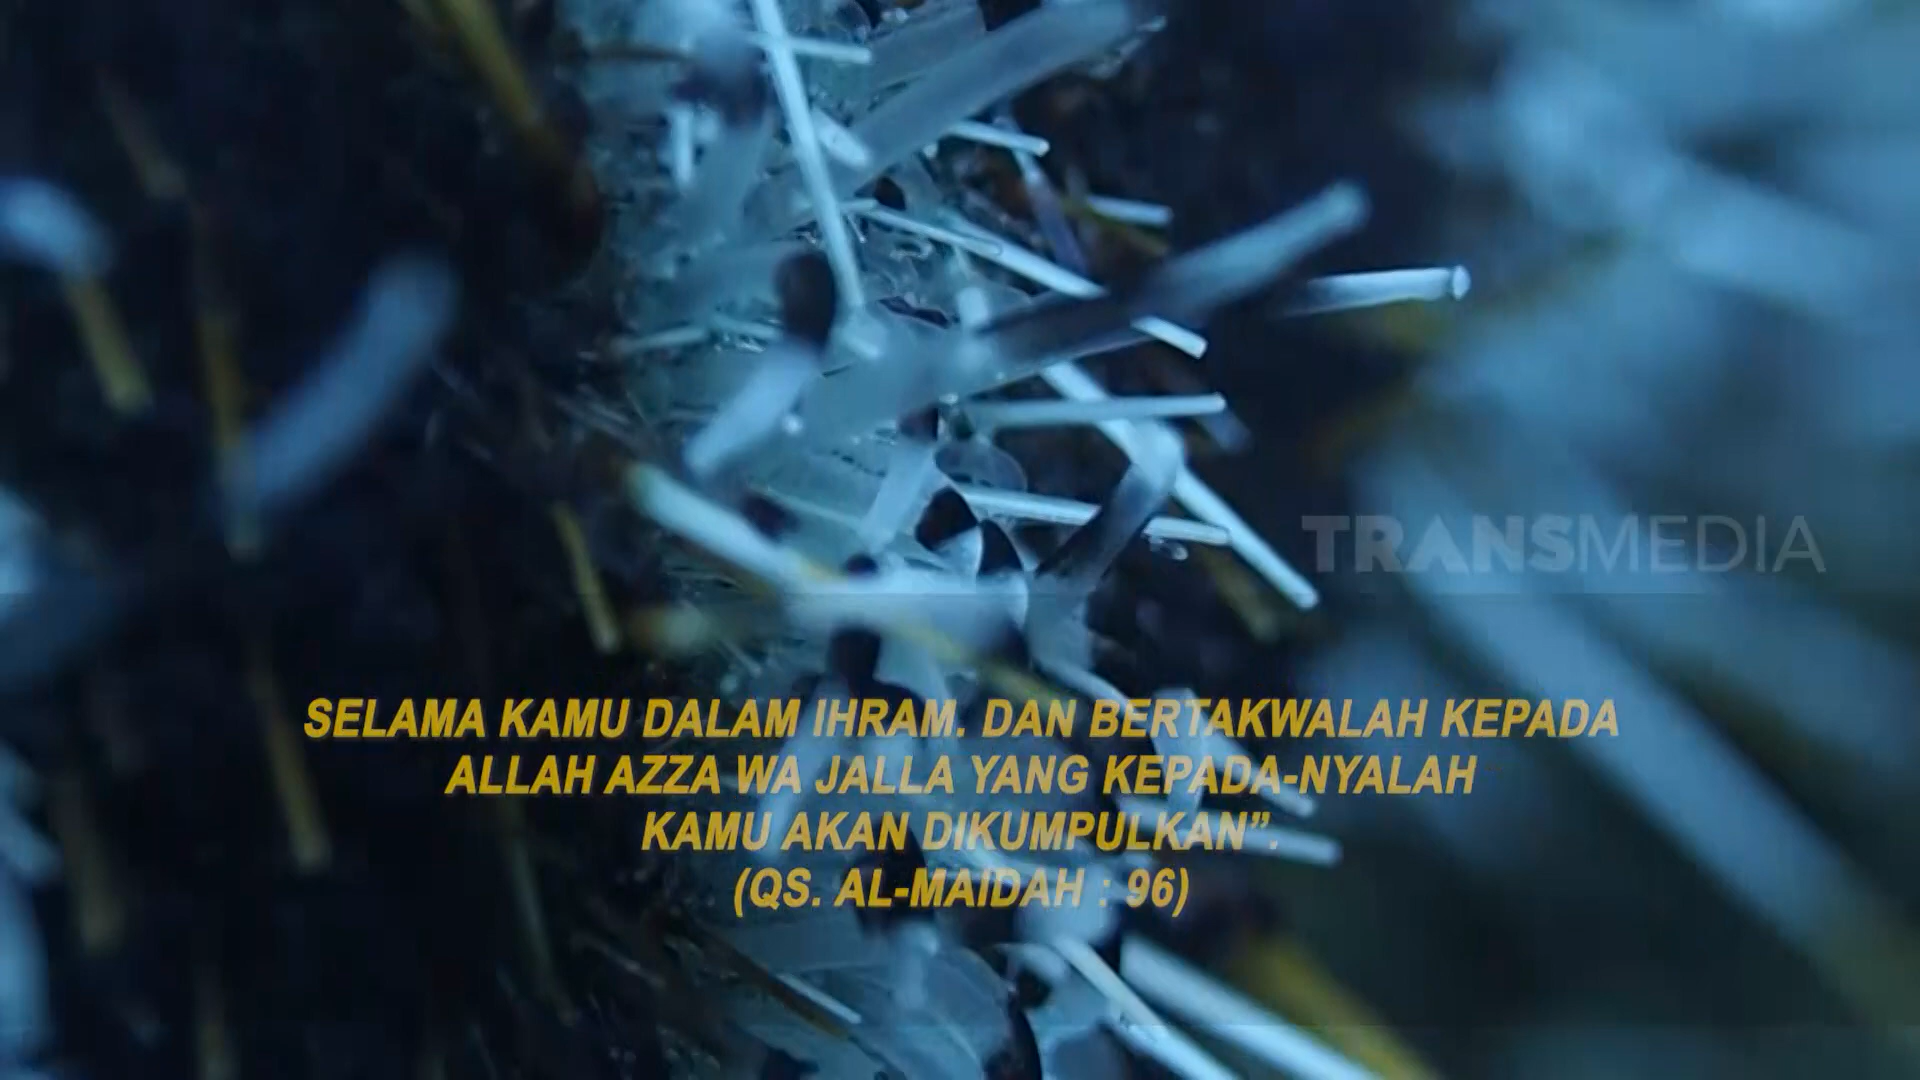 TRANSMEDIA
SELAMA KAMU DALAM IHRAM. DAN BERTAKWALAH KEPADA
ALLAH AZZA WA JALLA YANG KEPADA-NYALAH
KAMU AKAN DIKUMPULKAN”.
(QS. AL-MAIDAH : 96)